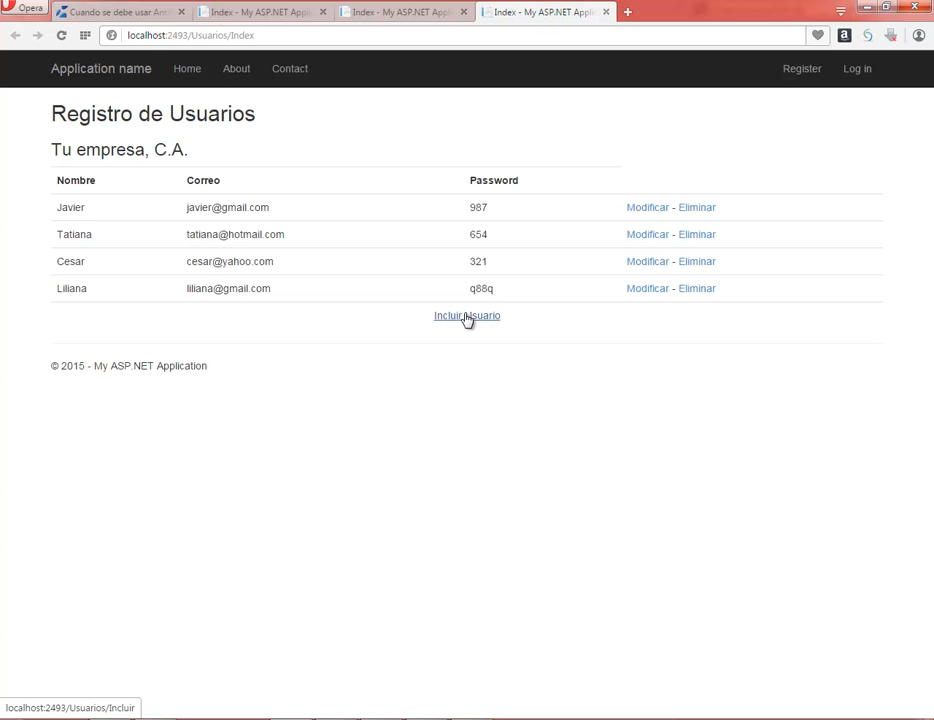 Opera
Cuando se debe usar Anti
Index - My ASP.NET Applic
Index - My ASP.NET Applic
Index - My ASP.NET Applic
localhost:2493/Usuarios/Index
Application name Home About Contact Register Log in
Registro de Usuarios
Tu empresa, C.A.
Nombre Correo Password
Javier javier@gmail.com 987 Modificar - Eliminar
Tatiana tatiana@hotmail.com 654 Modificar - Eliminar
Cesar cesar@yahoo.com 321 Modificar - Eliminar
Liliana liliana@gmail.com q88q Modificar - Eliminar
Incluir Usuario
© 2015 - My ASP.NET Application
localhost:2493/Usuarios/Incluir